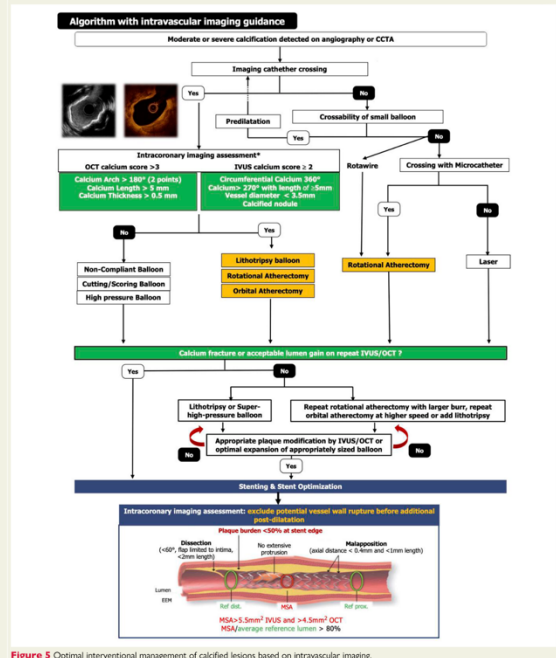 Algorithm with intravascular imaging guidance
Moderate or severe calcification detected on angiography or CCTA
Imaging cathether crossing
Yes
No
Predilatation
Crossability of small balloon
Yes
No
Intracoronary imaging assessment*
OCT calcium score >3
IVUS calcium score ≥ 2
Rotawire
Crossing with Microcatheter
Calcium Arch > 180° (2 points)
Calcium Length > 5 mm
Calcium Thickness > 0.5 mm
Circumferential Calcium 360°
Calcium> 270° with length of ≥5mm
Vessel diameter < 3.5mm
Calcified nodule
Yes
No
No
Yes
Non-Compliant Balloon
Cutting/Scoring Balloon
High pressure Balloon
Lithotripsy balloon
Rotational Atherectomy
Orbital Atherectomy
Rotational Atherectomy
Laser
Calcium fracture or acceptable lumen gain on repeat IVUS/OCT ?
Yes
No
Lithotripsy or Super-
high-pressure balloon
Repeat rotational atherectomy with larger burr, repeat
orbital atherectomy at higher speed or add lithotripsy
No
Appropriate plaque modification by IVUS/OCT or
optimal expansion of appropriately sized balloon
No
Yes
Stenting & Stent Optimization
Intracoronary imaging assessment: exclude potential vessel wall rupture before additional
post-dilatation
Plaque burden <50% at stent edge
Dissection
(<60°, flap limited to intima,
<2mm length)
No extensive
protrusion
Malapposition
(axial distance < 0.4mm and <1mm length)
Lumen
EEM
Ref dist.
MSA
Ref prox.
MSA>5.5mm² IVUS and >4.5mm² OCT
MSA/average reference lumen > 80%
Figure 5 Optimal interventional management of calcified lesions based on intravascular imaging.